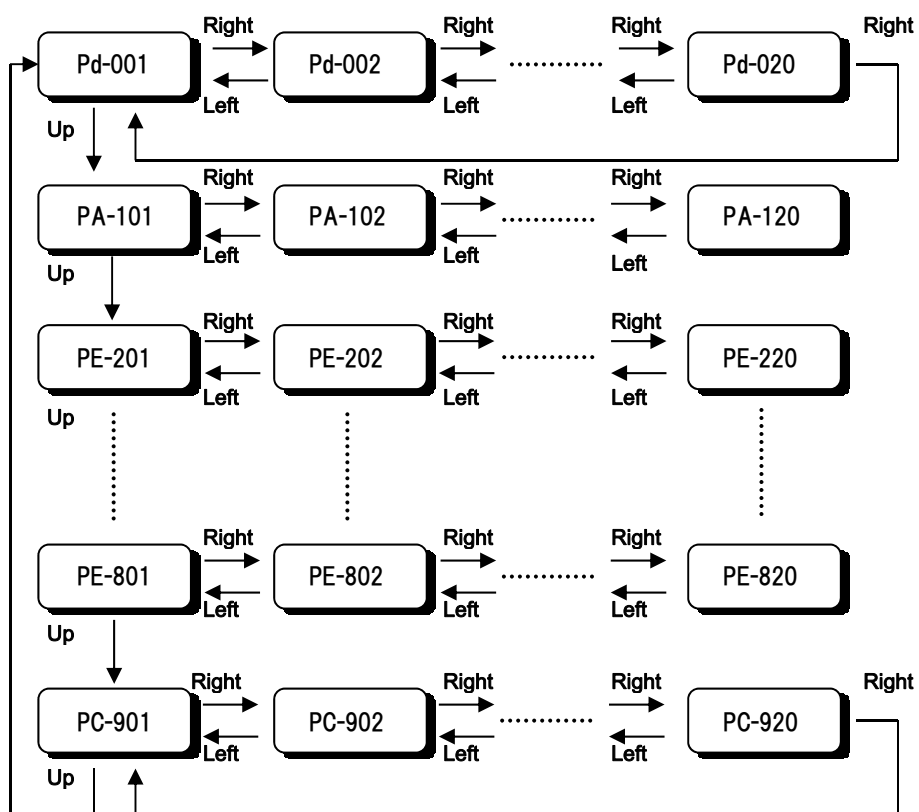 Right Right Right Right
Pd-001 Pd-002 ………… Pd-020
Left Left Left
Up
Right Right Right
PA-101 PA-102 ………… PA-120
Left Left Left
Up
Right Right Right
PE-201 PE-202 ………… PE-220
Left Left Left
Up
Right Right Right
PE-801 PE-802 ………… PE-820
Left Left Left
Up
Right Right Right Right
PC-901 PC-902 ………… PC-920
Left Left Left
Up